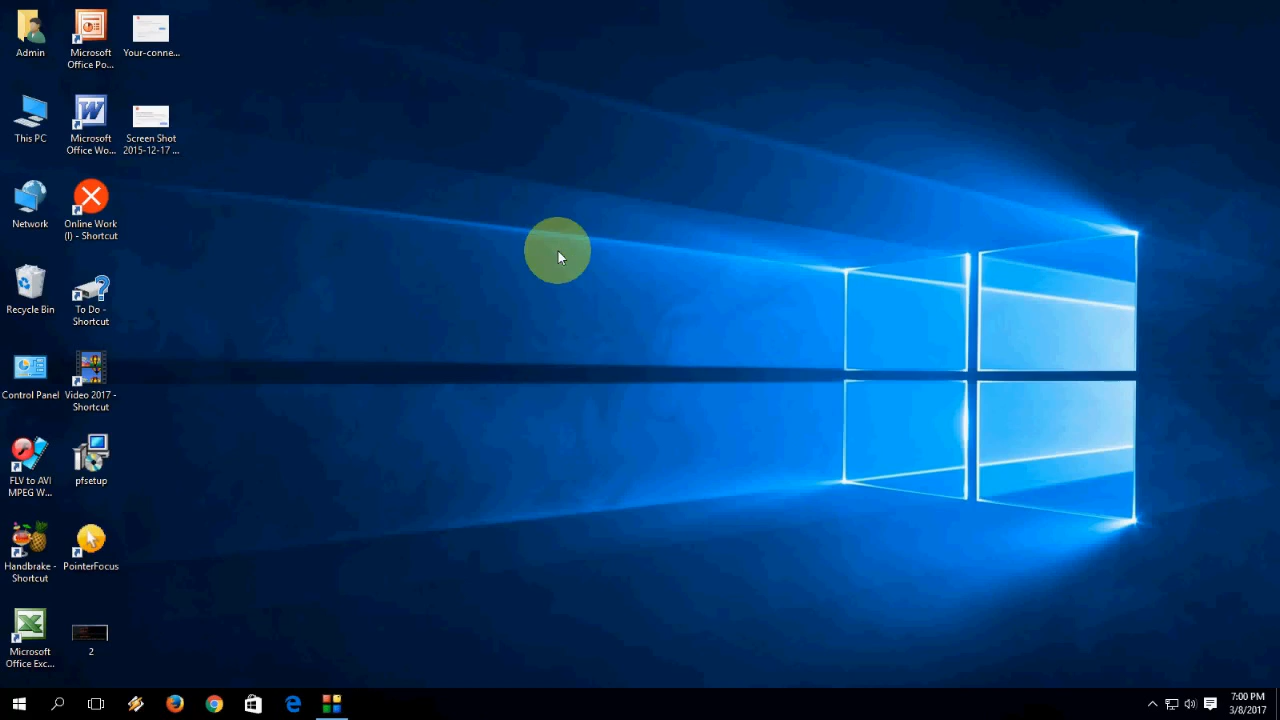 Admin
Microsoft
Office Po...
Your-conne...
This PC
Microsoft
Office Wo...
Screen Shot
2015-12-17 ...
Network
Online Work
(I) - Shortcut
Recycle Bin
To Do -
Shortcut
Control Panel
Video 2017 -
Shortcut
FLV to AVI
MPEG W...
pfsetup
Handbrake -
Shortcut
PointerFocus
Microsoft
Office Exc...
2
7:00 PM
3/8/2017